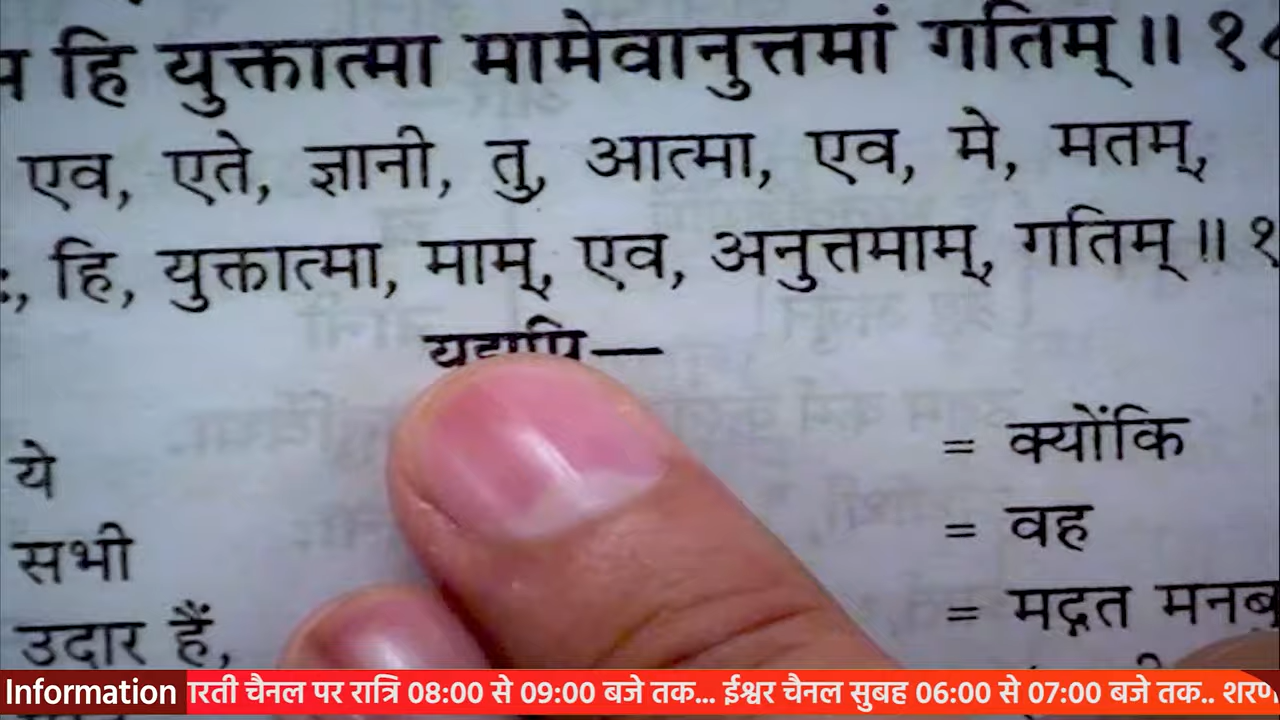 हि युक्तात्मा मामेवानुत्तमां गतिम् ॥
एव, एते, ज्ञानी, तु, आत्मा, एव, मे, मतम्,
हि, युक्तात्मा, माम्, एव, अनुत्तमाम्, गतिम् ॥
ये = क्योंकि
सभी = वह
उदार हैं, = मद्गत
Information चैनल पर रात्रि 08:00 से 09:00 बजे तक... ईश्वर चैनल सुबह 06:00 से 07:00 बजे तक..